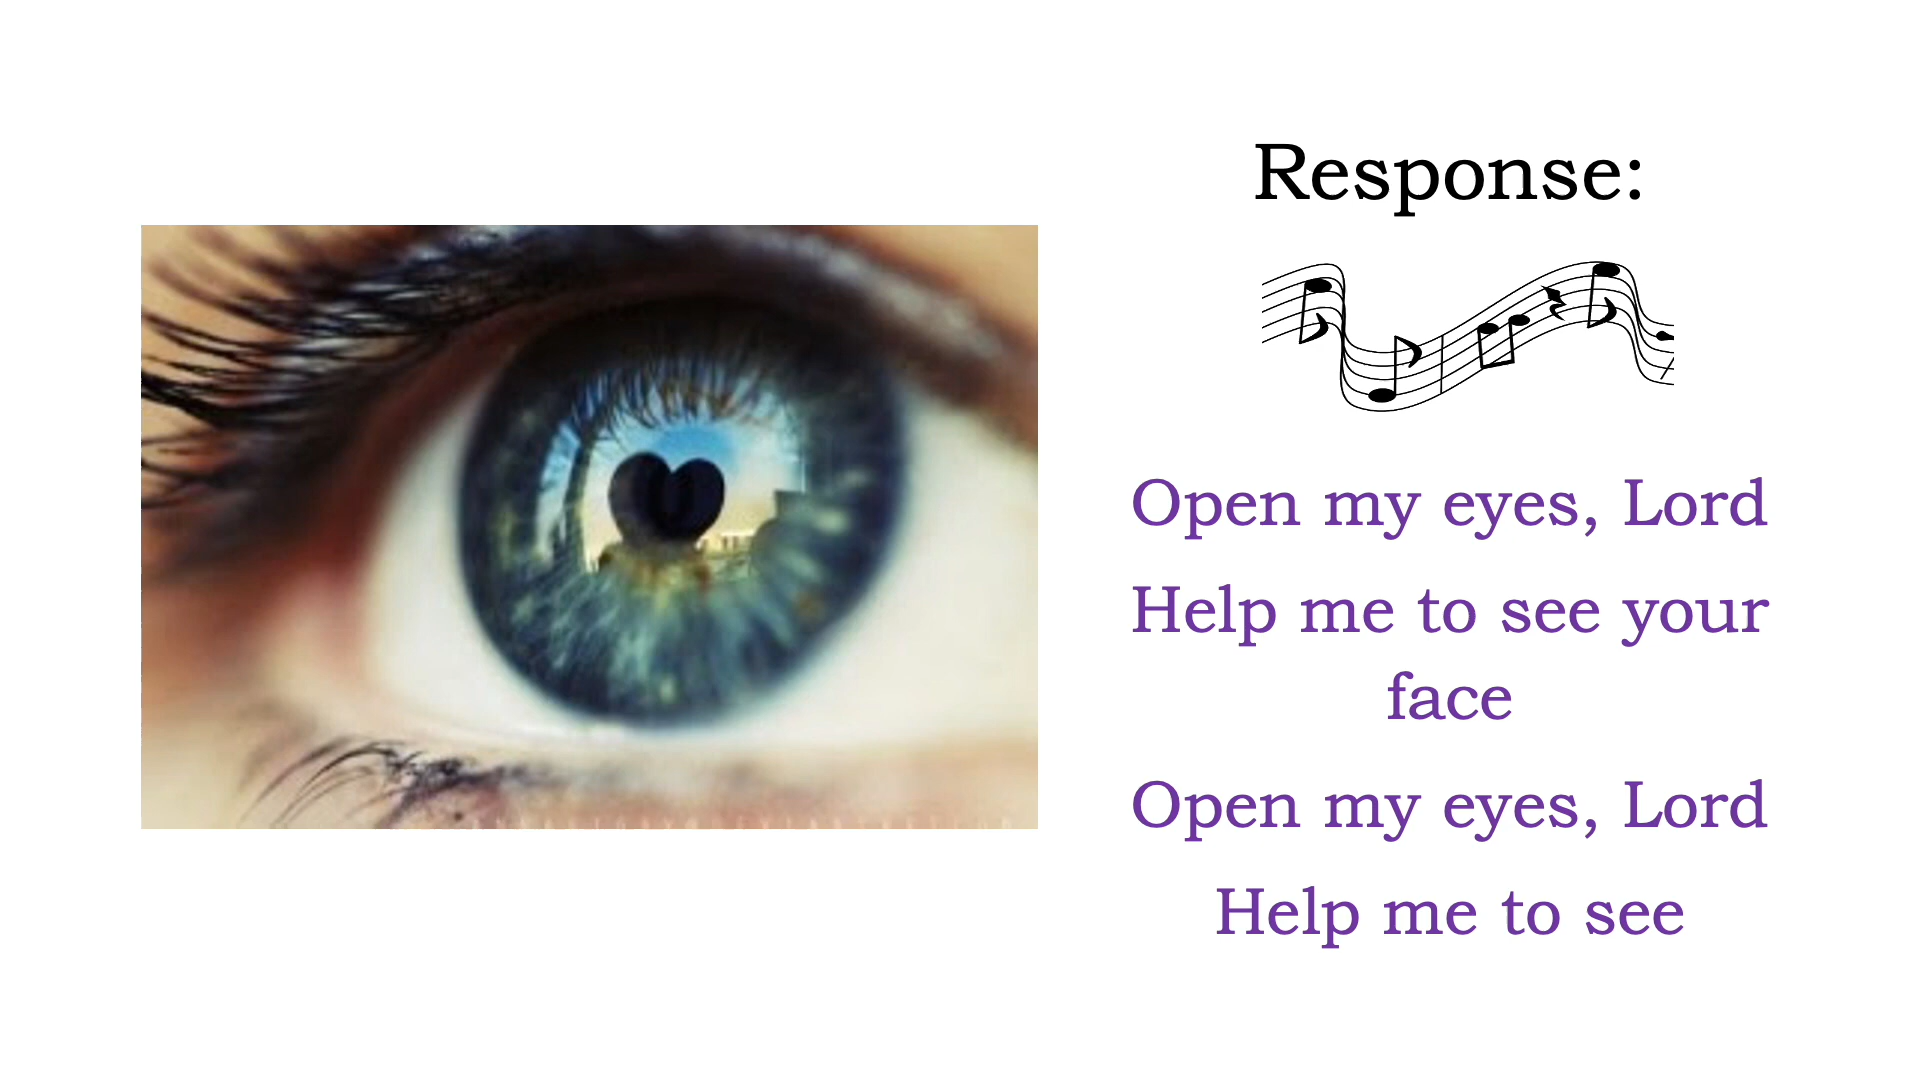 Response:
Open my eyes, Lord
Help me to see your
face
Open my eyes, Lord
Help me to see